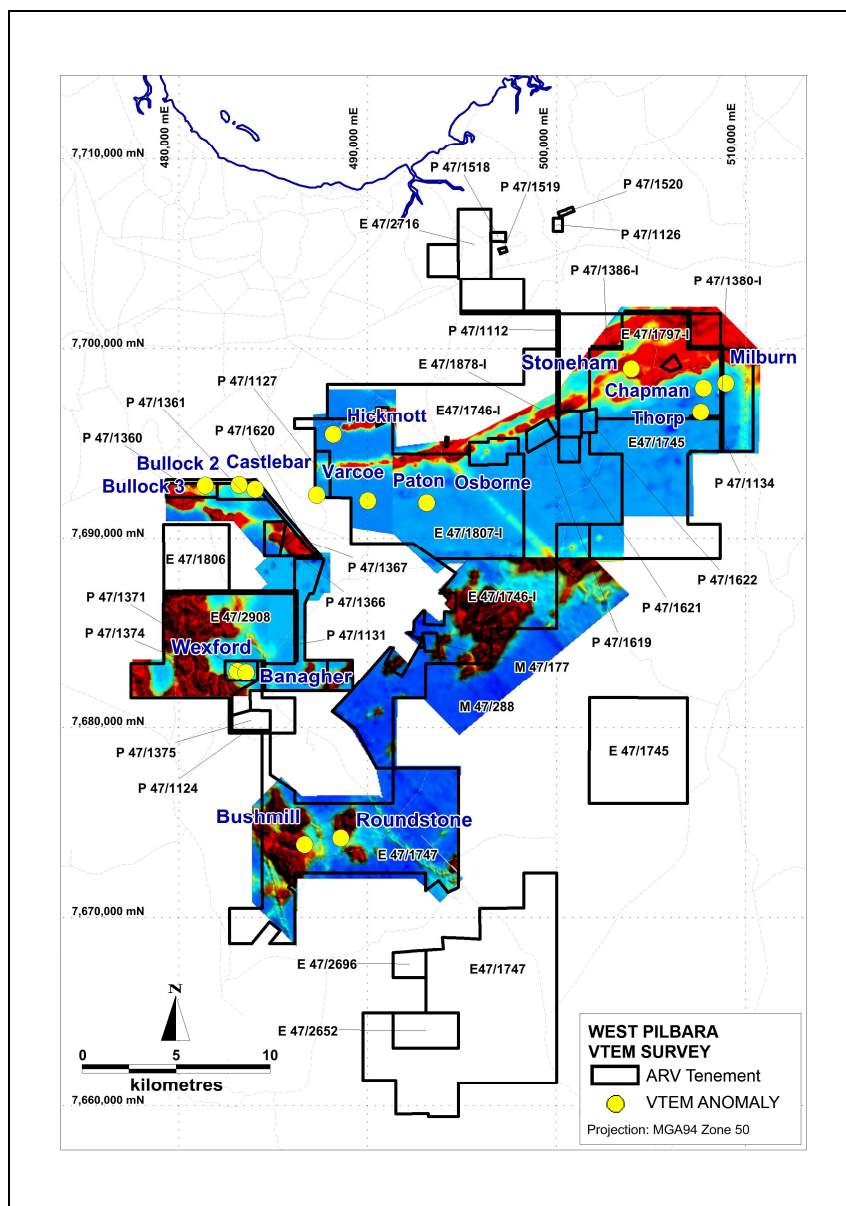 480,000 mE
490,000 mE
500,000 mE
510,000 mE
7,710,000 mN
P 47/1518
P 47/1519
P 47/1520
E 47/2716
P 47/1126
P 47/1386-I
P 47/1380-I
7,700,000 mN
P 47/1112
E 47/1797-I
E 47/1878-I
Stoneham
Milburn
P 47/1127
Chapman
P 47/1361
E47/1746-I
Thorp
Hickmott
P 47/1360
P 47/1620
E47/1745
Bullock 2
Castlebar
Varcoe
Paton
Osborne
P 47/1134
Bullock 3
7,690,000 mN
E 47/1807-I
E 47/1806
P 47/1367
P 47/1622
P 47/1371
P 47/1366
P 47/1621
E 47/2908
E 47/1746-I
P 47/1374
P 47/1131
P 47/1619
Wexford
Banagher
M 47/177
M 47/288
7,680,000 mN
P 47/1375
E 47/1745
P 47/1124
Bushmill
Roundstone
E 47/1747
7,670,000 mN
E 47/2696
E47/1747
N
E 47/2652
0 5 10
kilometres
7,660,000 mN
WEST PILBARA
VTEM SURVEY
ARV Tenement
VTEM ANOMALY
Projection: MGA94 Zone 50